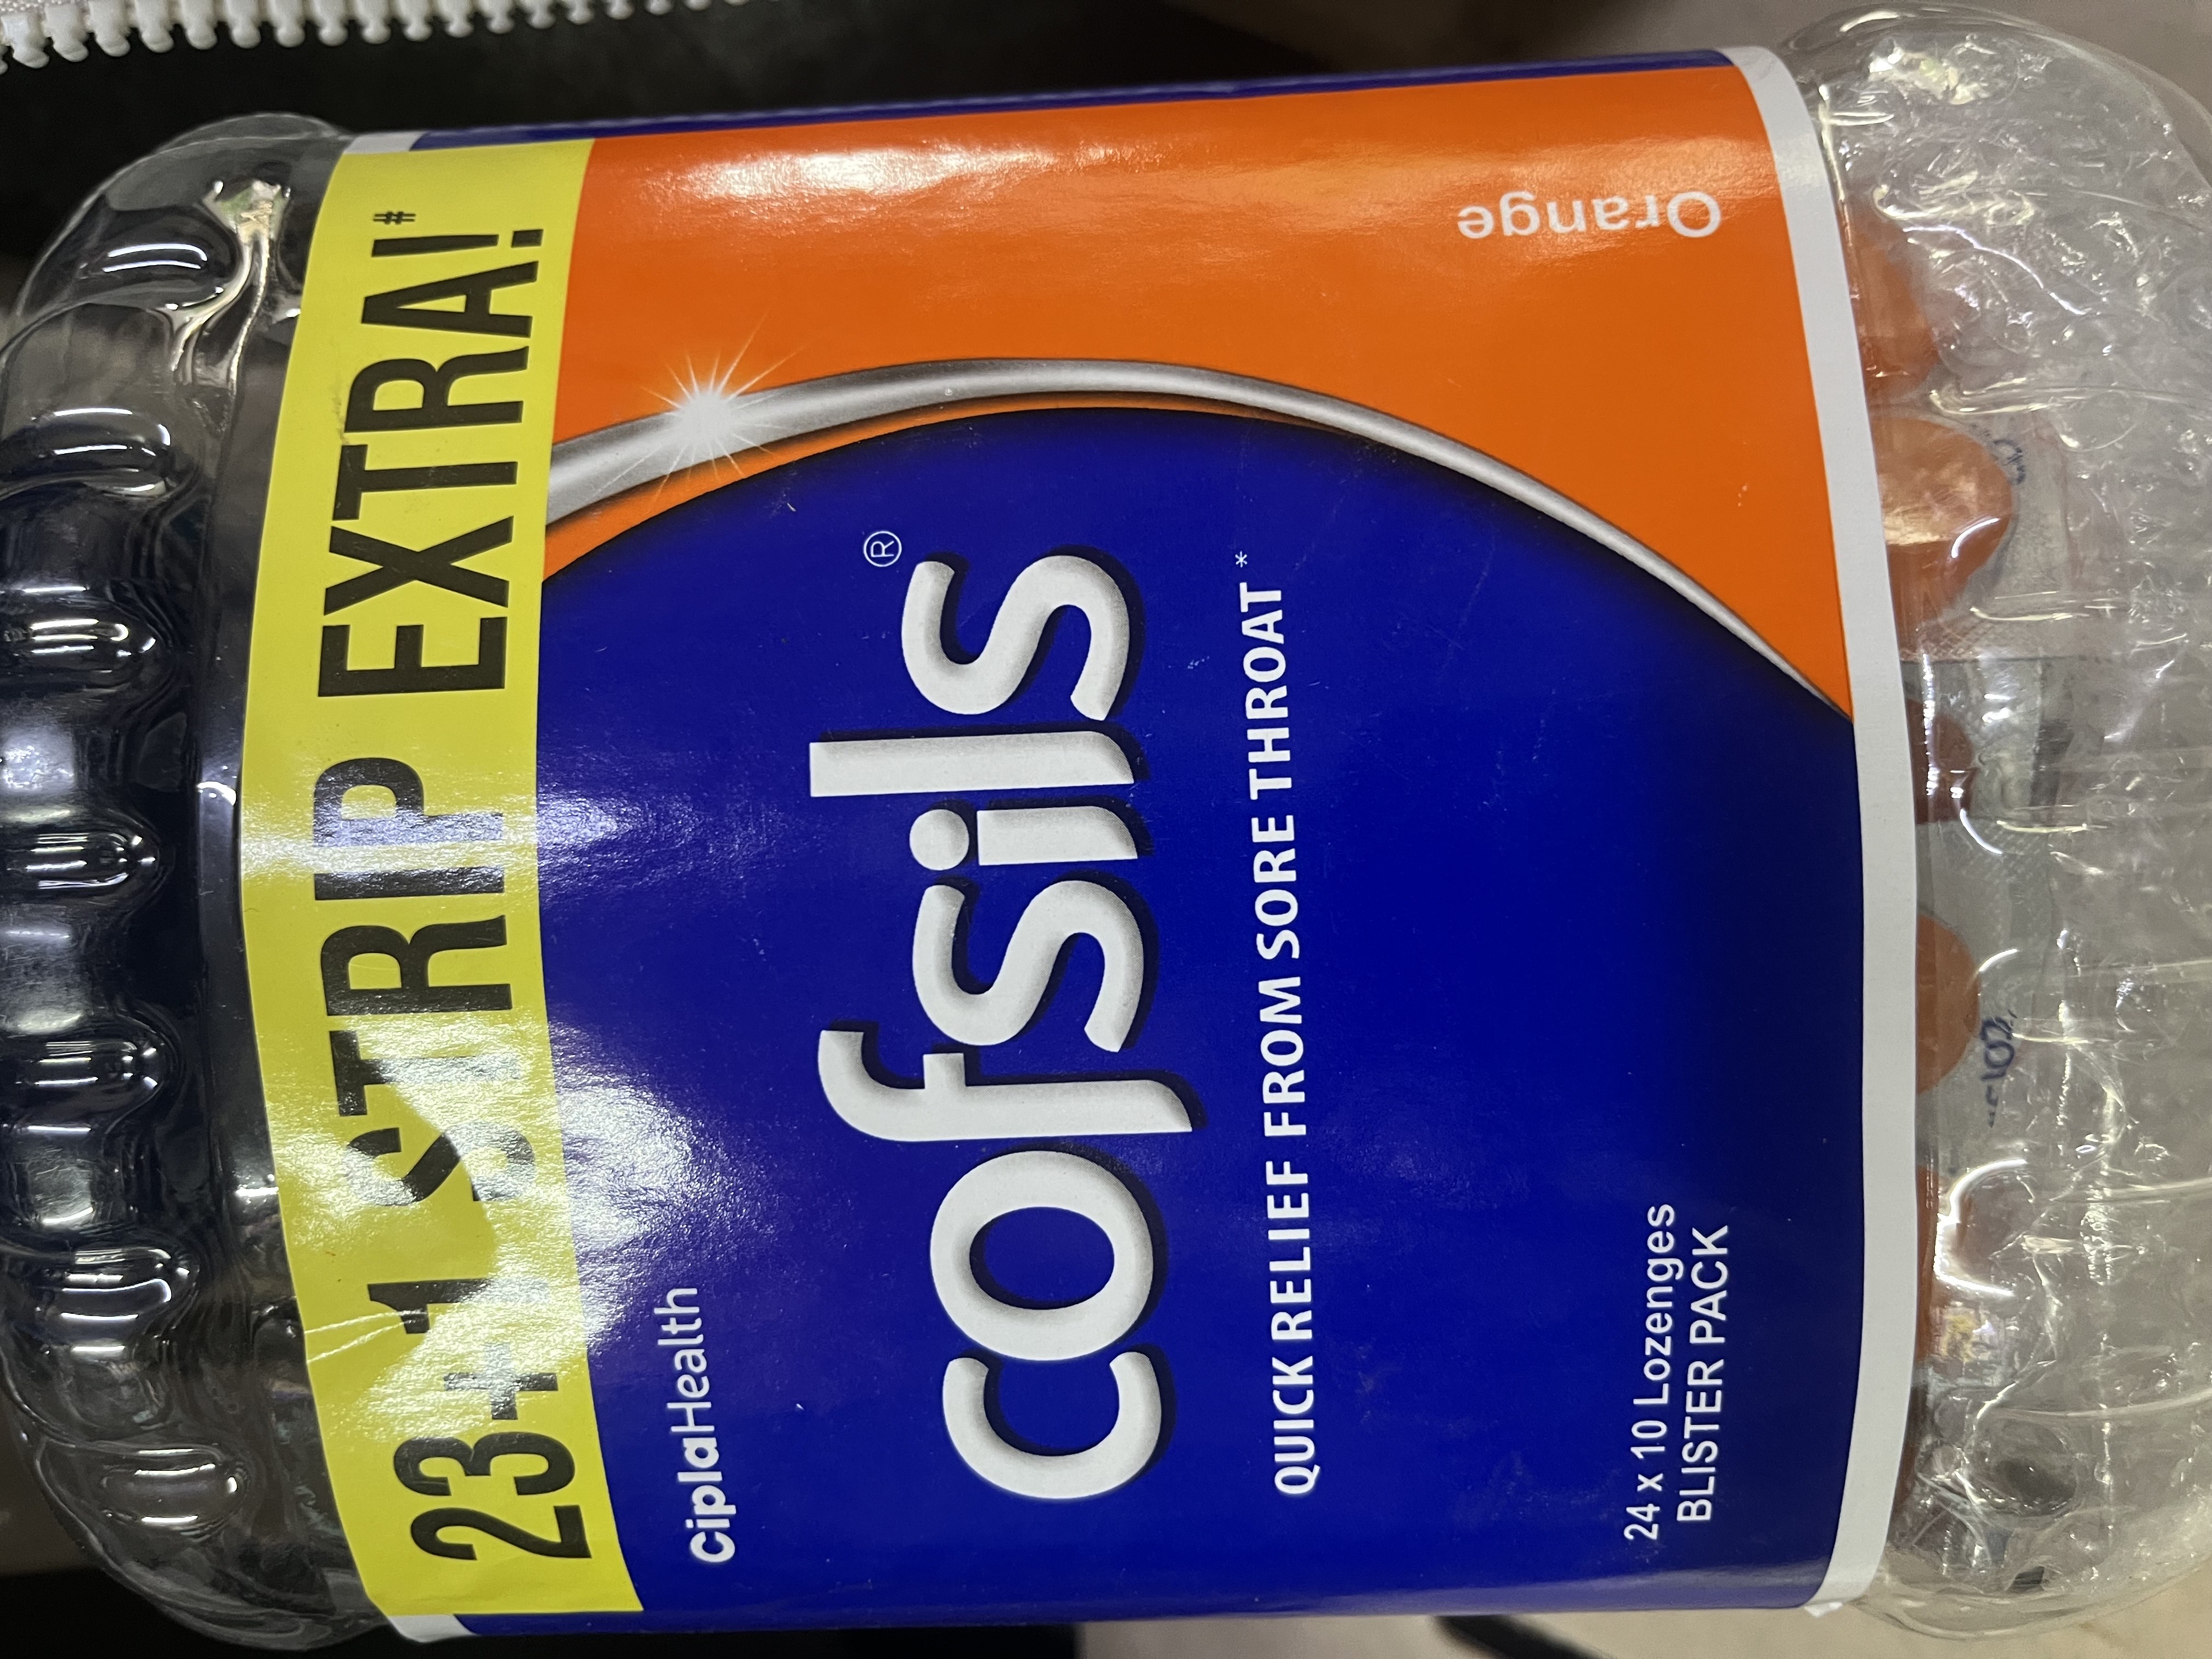 23+1 STRIP EXTRA!#
CiplaHealth
cofsils®
QUICK RELIEF FROM SORE THROAT*
24 x 10 Lozenges
BLISTER PACK
Orange